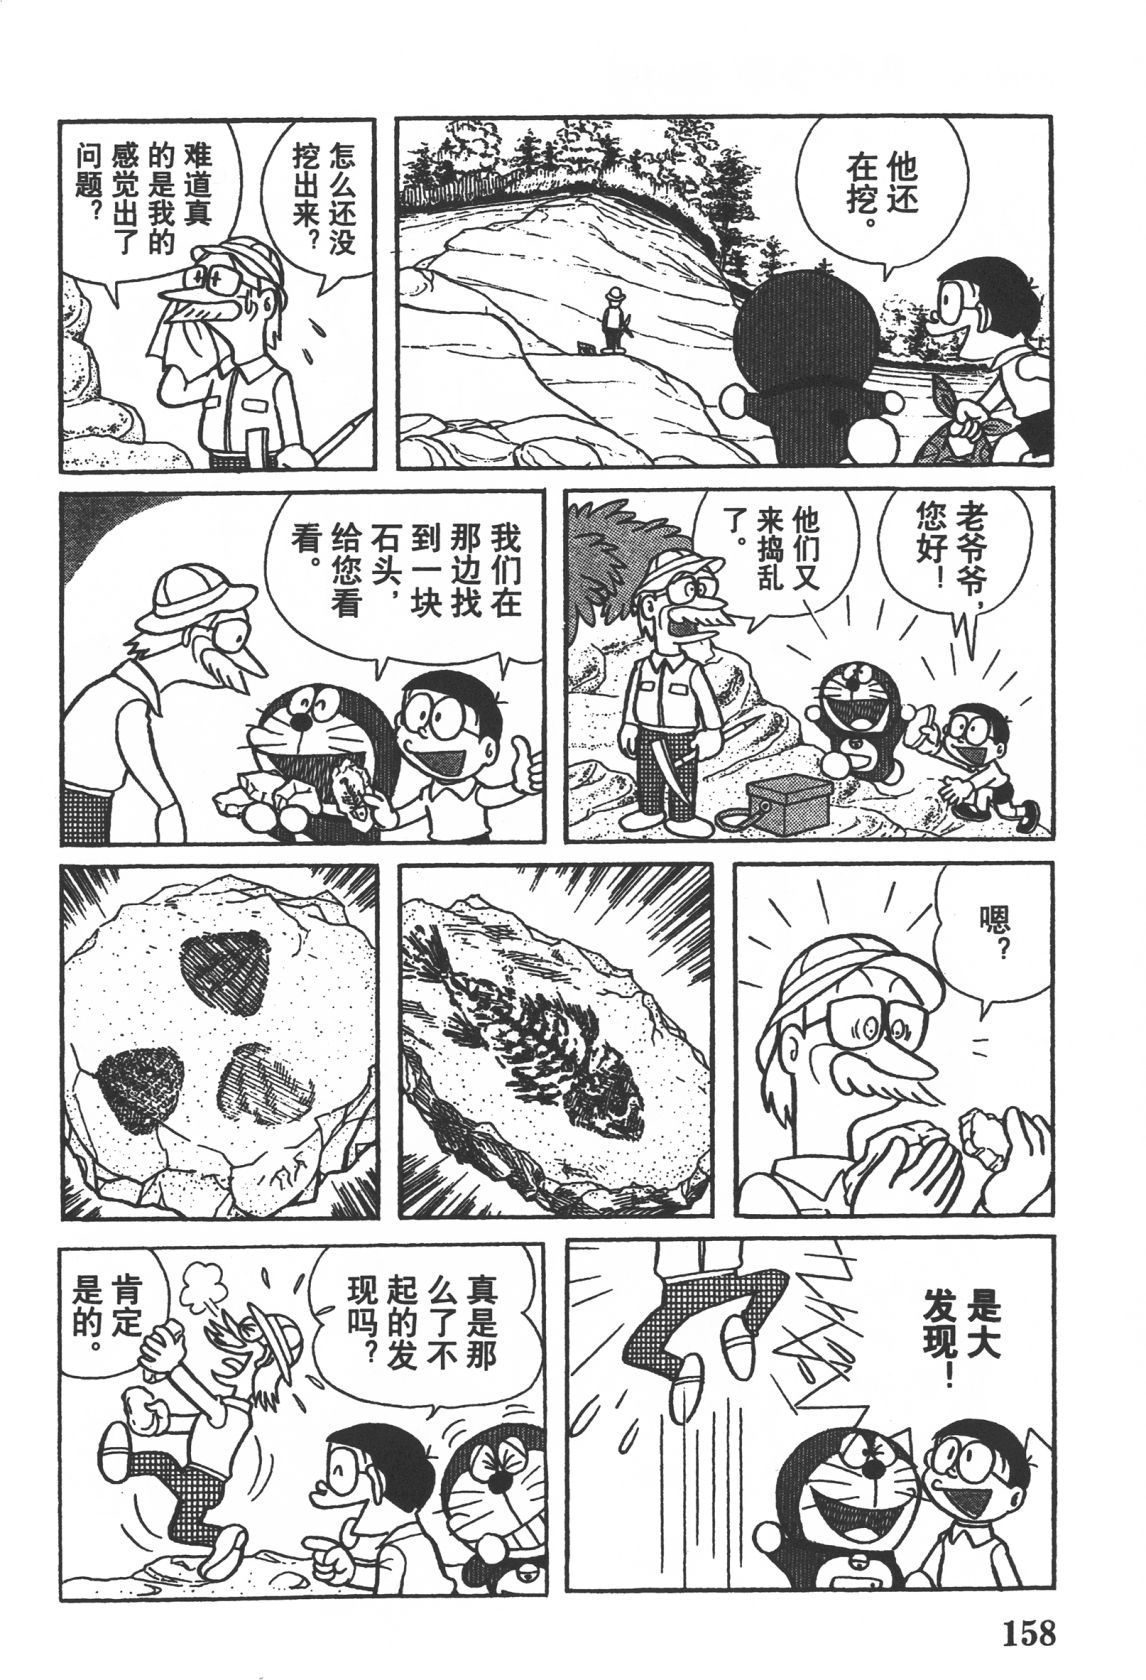 他还
在挖。
怎么还没
挖出来？
难道真
的是我的
感觉出了
问题？
老爷爷，
您好！
他们又
来捣乱
了。
我们在
那边找
到一块
石头，
给您看
看。
嗯？
是大
发现！
真是那
么了不
起的发
现吗？
肯定
是的。
158